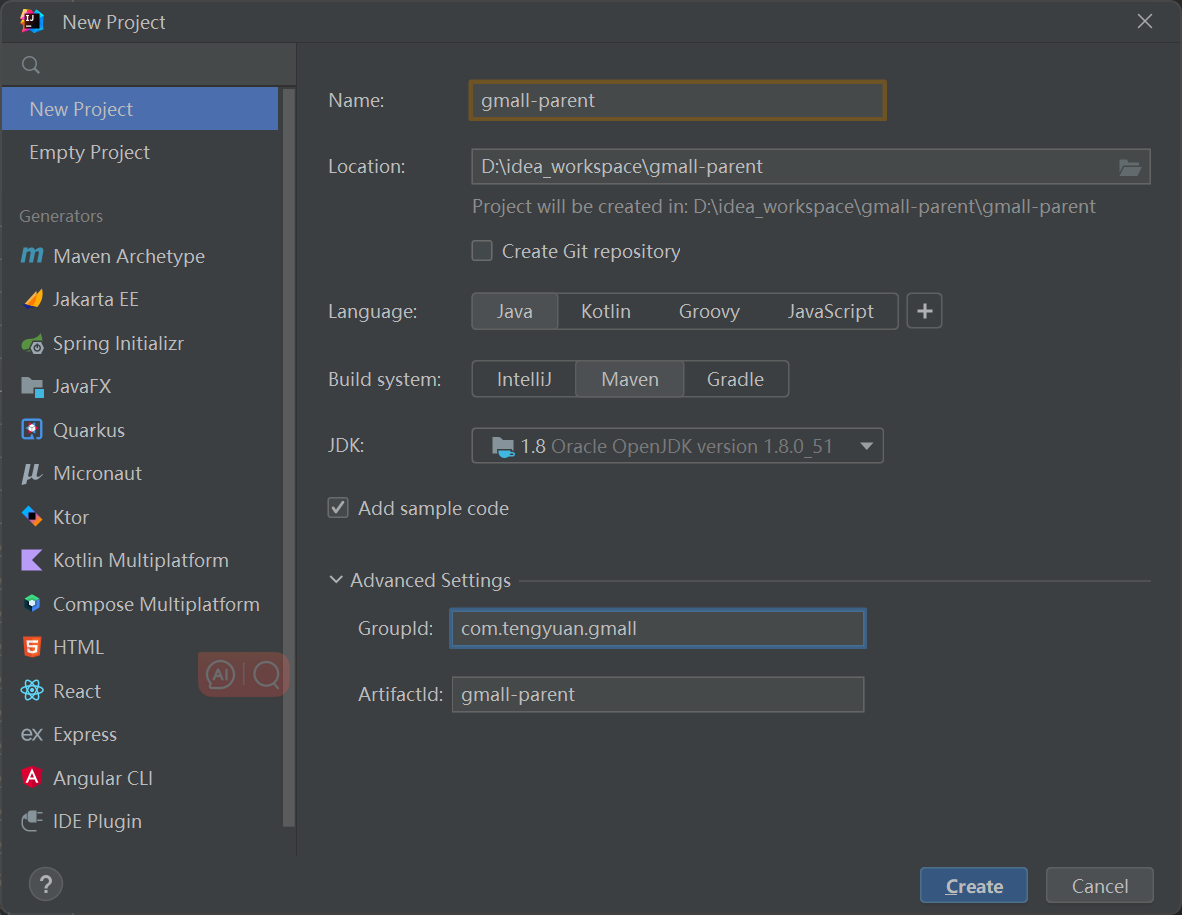 New Project
New Project
Empty Project
Generators
Maven Archetype
Jakarta EE
Spring Initializr
JavaFX
Quarkus
Micronaut
Ktor
Kotlin Multiplatform
Compose Multiplatform
HTML
React
Express
Angular CLI
IDE Plugin
Name: gmall-parent
Location: D:\idea_workspace\gmall-parent
Project will be created in: D:\idea_workspace\gmall-parent\gmall-parent
Create Git repository
Language: Java Kotlin Groovy JavaScript +
Build system: IntelliJ Maven Gradle
JDK: 1.8 Oracle OpenJDK version 1.8.0_51
Add sample code
Advanced Settings
GroupId: com.tengyuan.gmall
ArtifactId: gmall-parent
AI
? Create Cancel